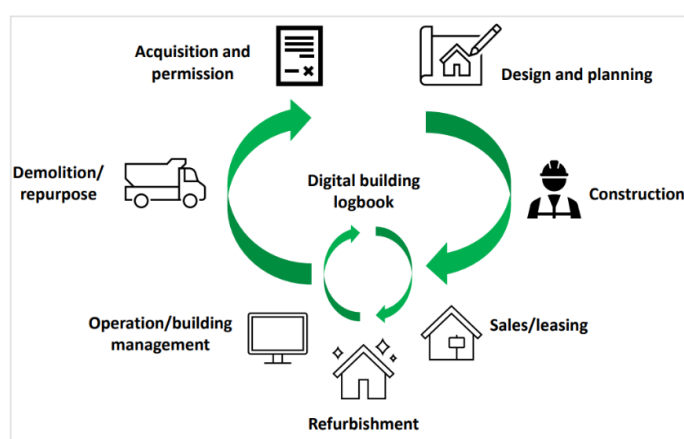 Acquisition and
permission
Design and planning
Demolition/
repurpose
Digital building
logbook
Construction
Operation/building
management
Sales/leasing
Refurbishment